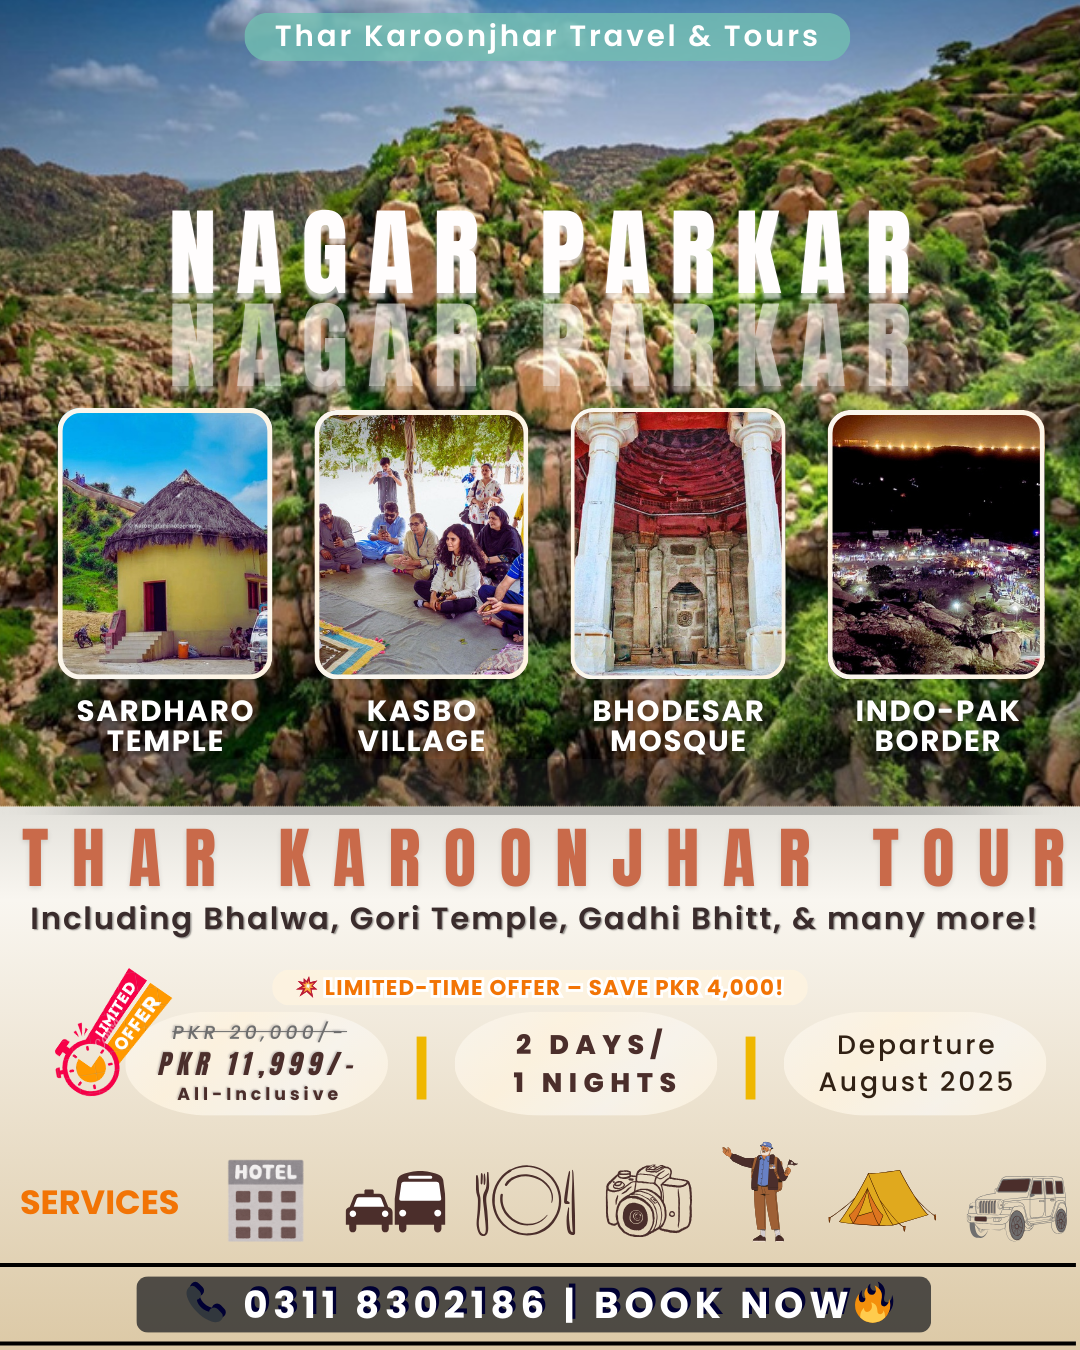 Thar Karoonjhar Travel & Tours
NAGAR PARKAR
NAGAR PARKAR
SARDHARO
TEMPLE
KASBO
VILLAGE
BHODESAR
MOSQUE
INDO-PAK
BORDER
THAR KAROONJHAR TOUR
Including Bhalwa, Gori Temple, Gadhi Bhitt, & many more!
💥 LIMITED-TIME OFFER – SAVE PKR 4,000!
LIMITED
OFFER
PKR 20,000/-
PKR 11,999/-
All-Inclusive
2 DAYS/
1 NIGHTS
Departure
August 2025
SERVICES
HOTEL
📞 0311 8302186 | BOOK NOW🔥